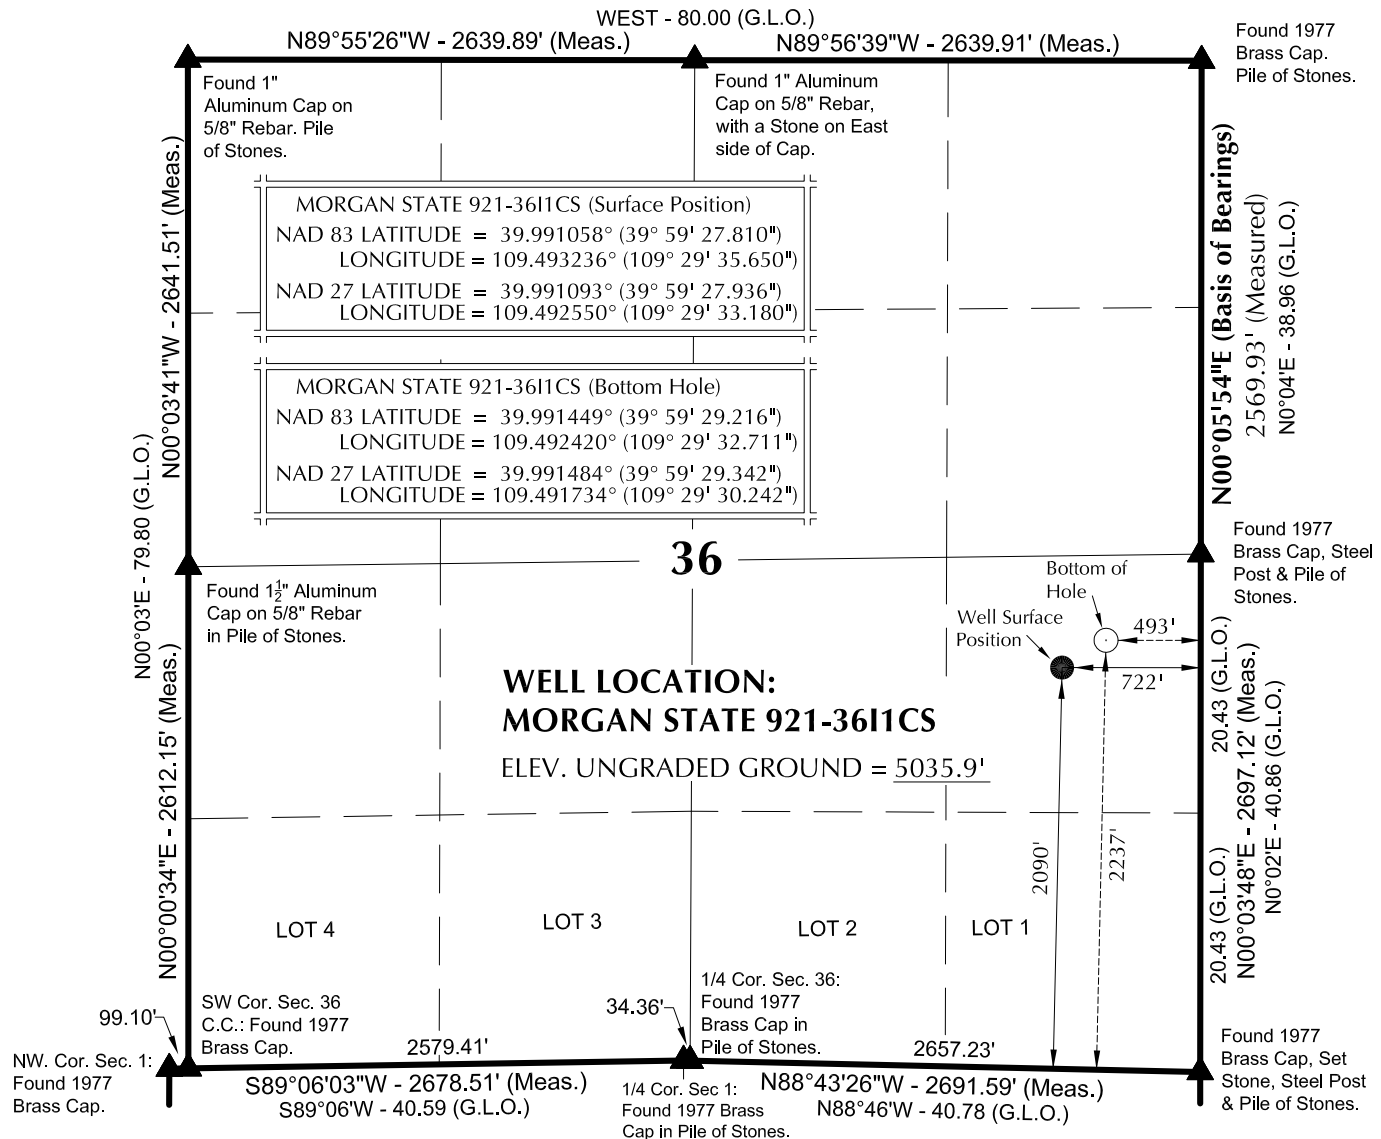 WEST - 80.00 (G.L.O.)
N89°55'26"W - 2639.89' (Meas.)
N89°56'39"W - 2639.91' (Meas.)
Found 1977
Brass Cap.
Pile of Stones.
Found 1"
Aluminum Cap on
5/8" Rebar. Pile
of Stones.
Found 1" Aluminum
Cap on 5/8" Rebar,
with a Stone on East
side of Cap.
MORGAN STATE 921-36I1CS (Surface Position)
NAD 83 LATITUDE = 39.991058° (39° 59' 27.810")
LONGITUDE = 109.493236° (109° 29' 35.650")
NAD 27 LATITUDE = 39.991093° (39° 59' 27.936")
LONGITUDE = 109.492550° (109° 29' 33.180")
MORGAN STATE 921-36I1CS (Bottom Hole)
NAD 83 LATITUDE = 39.991449° (39° 59' 29.216")
LONGITUDE = 109.492420° (109° 29' 32.711")
NAD 27 LATITUDE = 39.991484° (39° 59' 29.342")
LONGITUDE = 109.491734° (109° 29' 30.242")
N00°03'41"W - 2641.51' (Meas.)
N00°03'E - 79.80 (G.L.O.)
N00°00'34"E - 2612.15' (Meas.)
N00°05'54"E (Basis of Bearings)
2569.93' (Measured)
N0°04'E - 38.96 (G.L.O.)
36
Found 1977
Brass Cap, Steel
Post & Pile of
Stones.
Found 1½" Aluminum
Cap on 5/8" Rebar
in Pile of Stones.
Bottom of
Hole
Well Surface
Position
493'
722'
WELL LOCATION:
MORGAN STATE 921-36I1CS
ELEV. UNGRADED GROUND = 5035.9'
2090'
2237'
20.43 (G.L.O.)
20.43 (G.L.O.)
N00°03'48"E - 2697.12' (Meas.)
N0°02'E - 40.86 (G.L.O.)
LOT 4
LOT 3
LOT 2
LOT 1
SW Cor. Sec. 36
C.C.: Found 1977
Brass Cap.
99.10'
NW. Cor. Sec. 1:
Found 1977
Brass Cap.
34.36'
1/4 Cor. Sec. 36:
Found 1977
Brass Cap in
Pile of Stones.
2579.41'
2657.23'
S89°06'03"W - 2678.51' (Meas.)
S89°06'W - 40.59 (G.L.O.)
1/4 Cor. Sec 1:
Found 1977 Brass
Cap in Pile of Stones.
N88°43'26"W - 2691.59' (Meas.)
N88°46'W - 40.78 (G.L.O.)
Found 1977
Brass Cap, Set
Stone, Steel Post
& Pile of Stones.